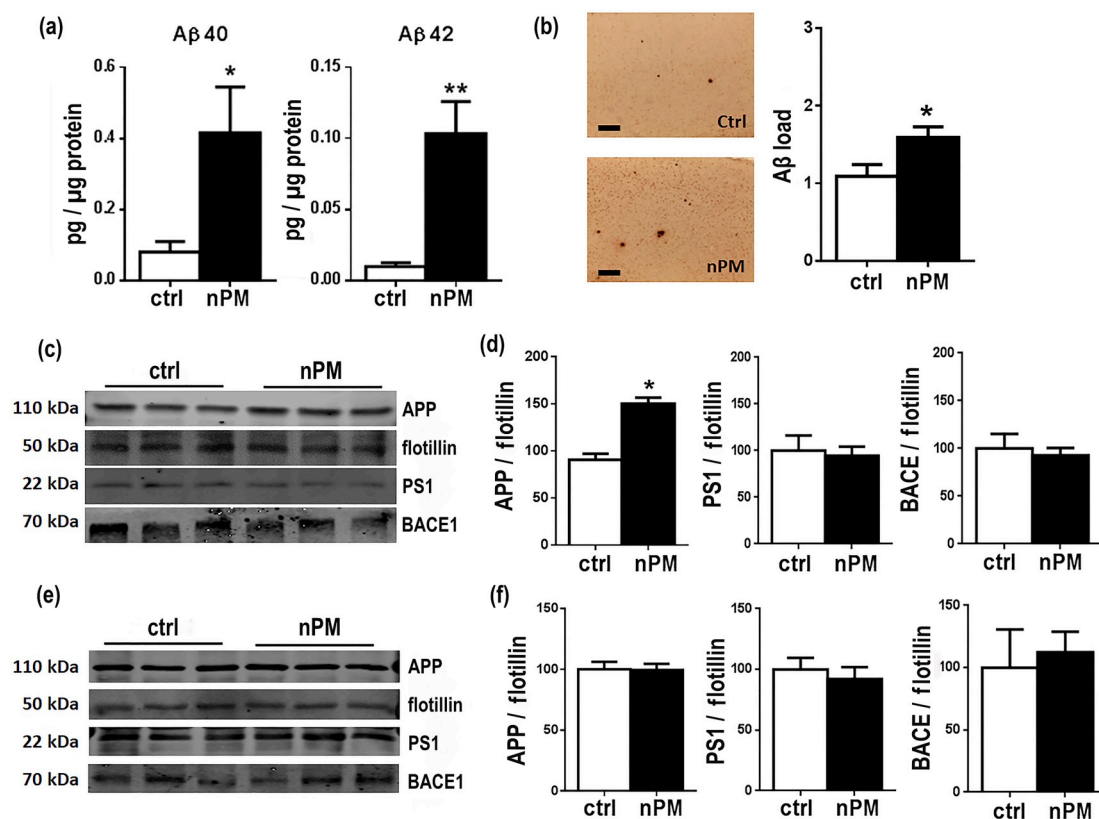 (a)
Aβ 40
pg / µg protein
0.6
0.4
0.2
0.0
*
ctrl nPM
Aβ 42
pg / µg protein
0.15
0.10
0.05
0.00
**
ctrl nPM
(b)
Ctrl
nPM
Aβ load
3
2
1
0
*
ctrl nPM
(c)
ctrl nPM
110 kDa APP
50 kDa flotillin
22 kDa PS1
70 kDa BACE1
(d)
APP / flotillin
200
150
100
50
0
*
ctrl nPM
PS1 / flotillin
200
150
100
50
0
ctrl nPM
BACE / flotillin
200
150
100
50
0
ctrl nPM
(e)
ctrl nPM
110 kDa APP
50 kDa flotillin
22 kDa PS1
70 kDa BACE1
(f)
APP / flotillin
150
100
50
0
ctrl nPM
PS1 / flotillin
150
100
50
0
ctrl nPM
BACE / flotillin
150
100
50
0
ctrl nPM